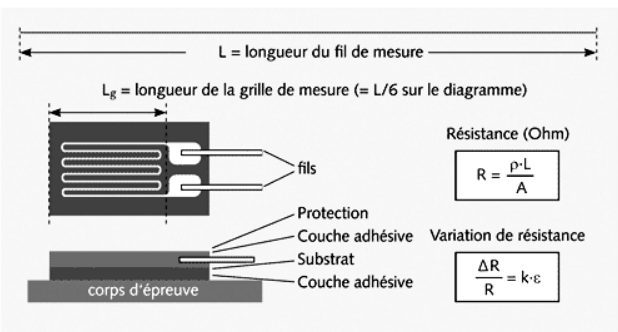 L = longueur du fil de mesure
Lg = longueur de la grille de mesure (= L/6 sur le diagramme)
fils
Résistance (Ohm)
R = ρ·L / A
Protection
Couche adhésive
Substrat
Couche adhésive
corps d'épreuve
Variation de résistance
ΔR / R = k·ε